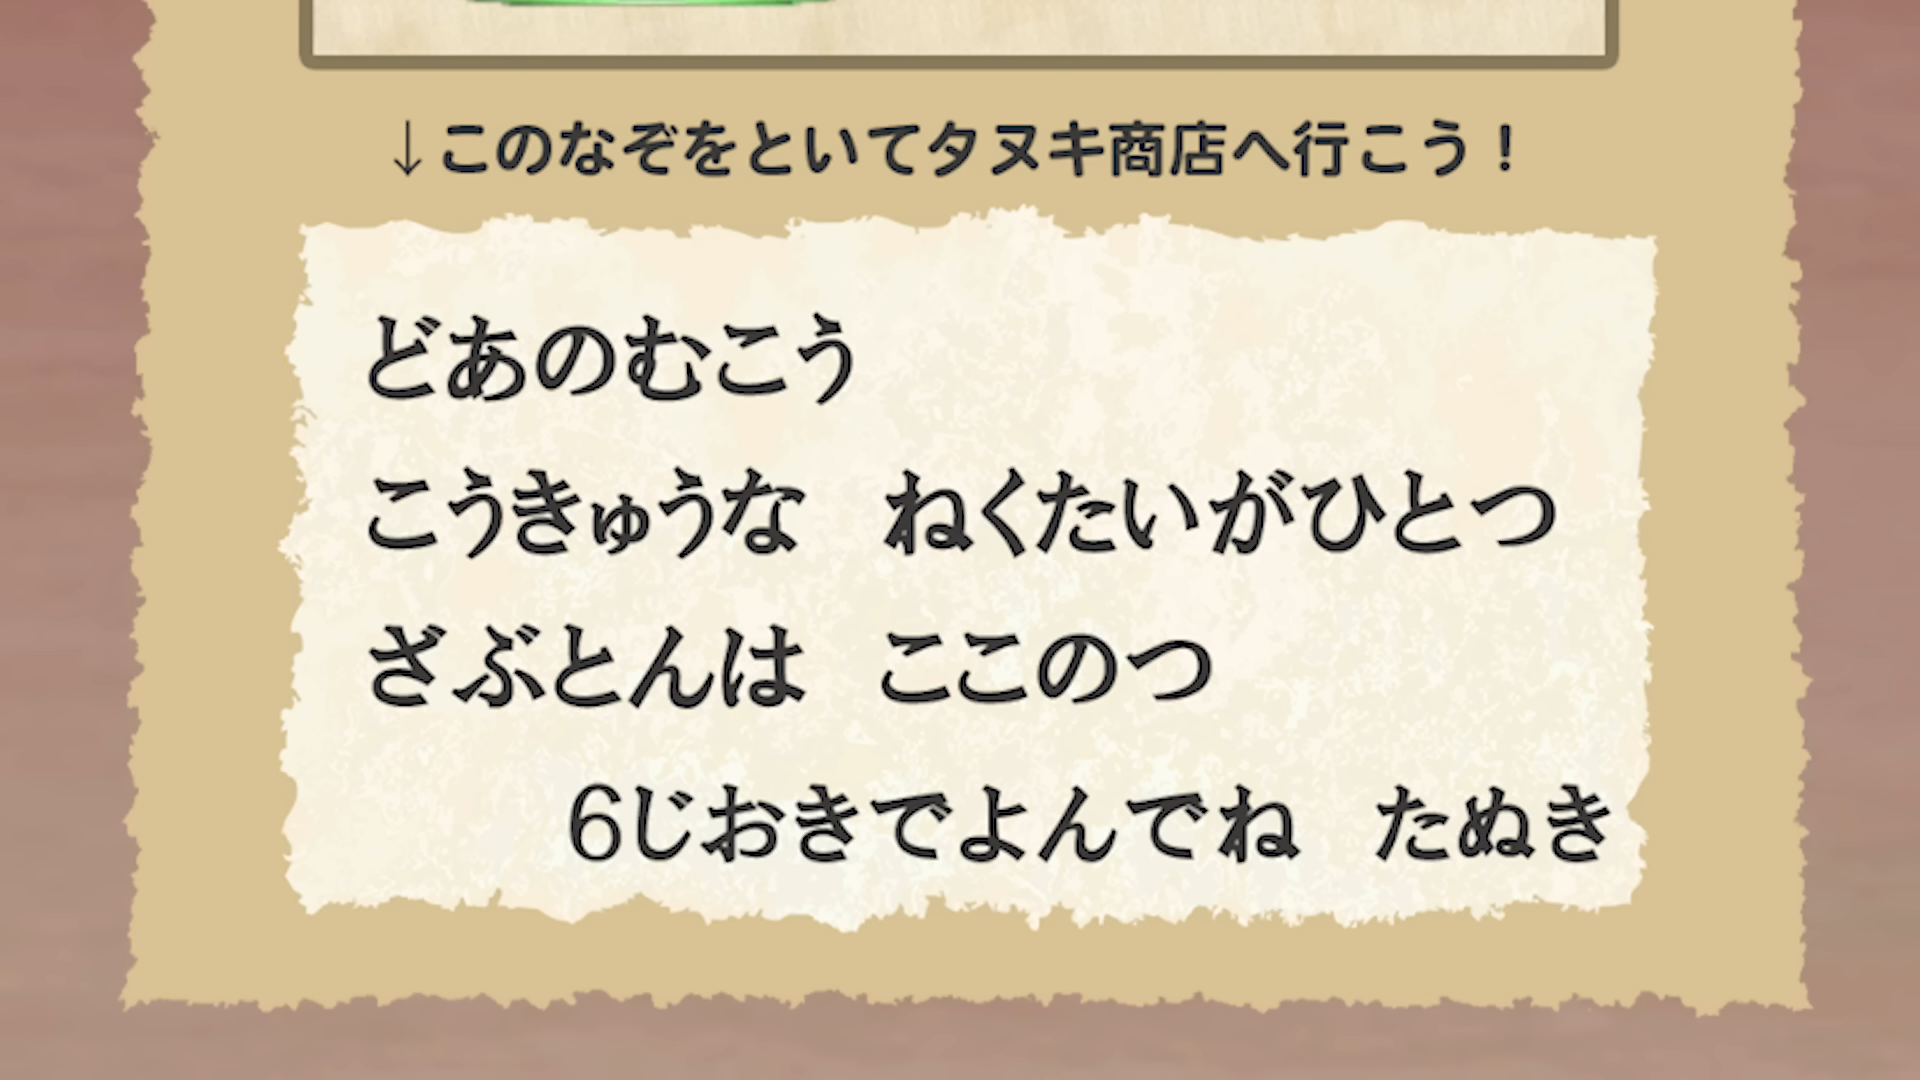 ↓このなぞをといてタヌキ商店へ行こう!
どあのむこう
こうきゅうな　ねくたいがひとつ
ざぶとんは　ここのつ
6じおきでよんでね　たぬき